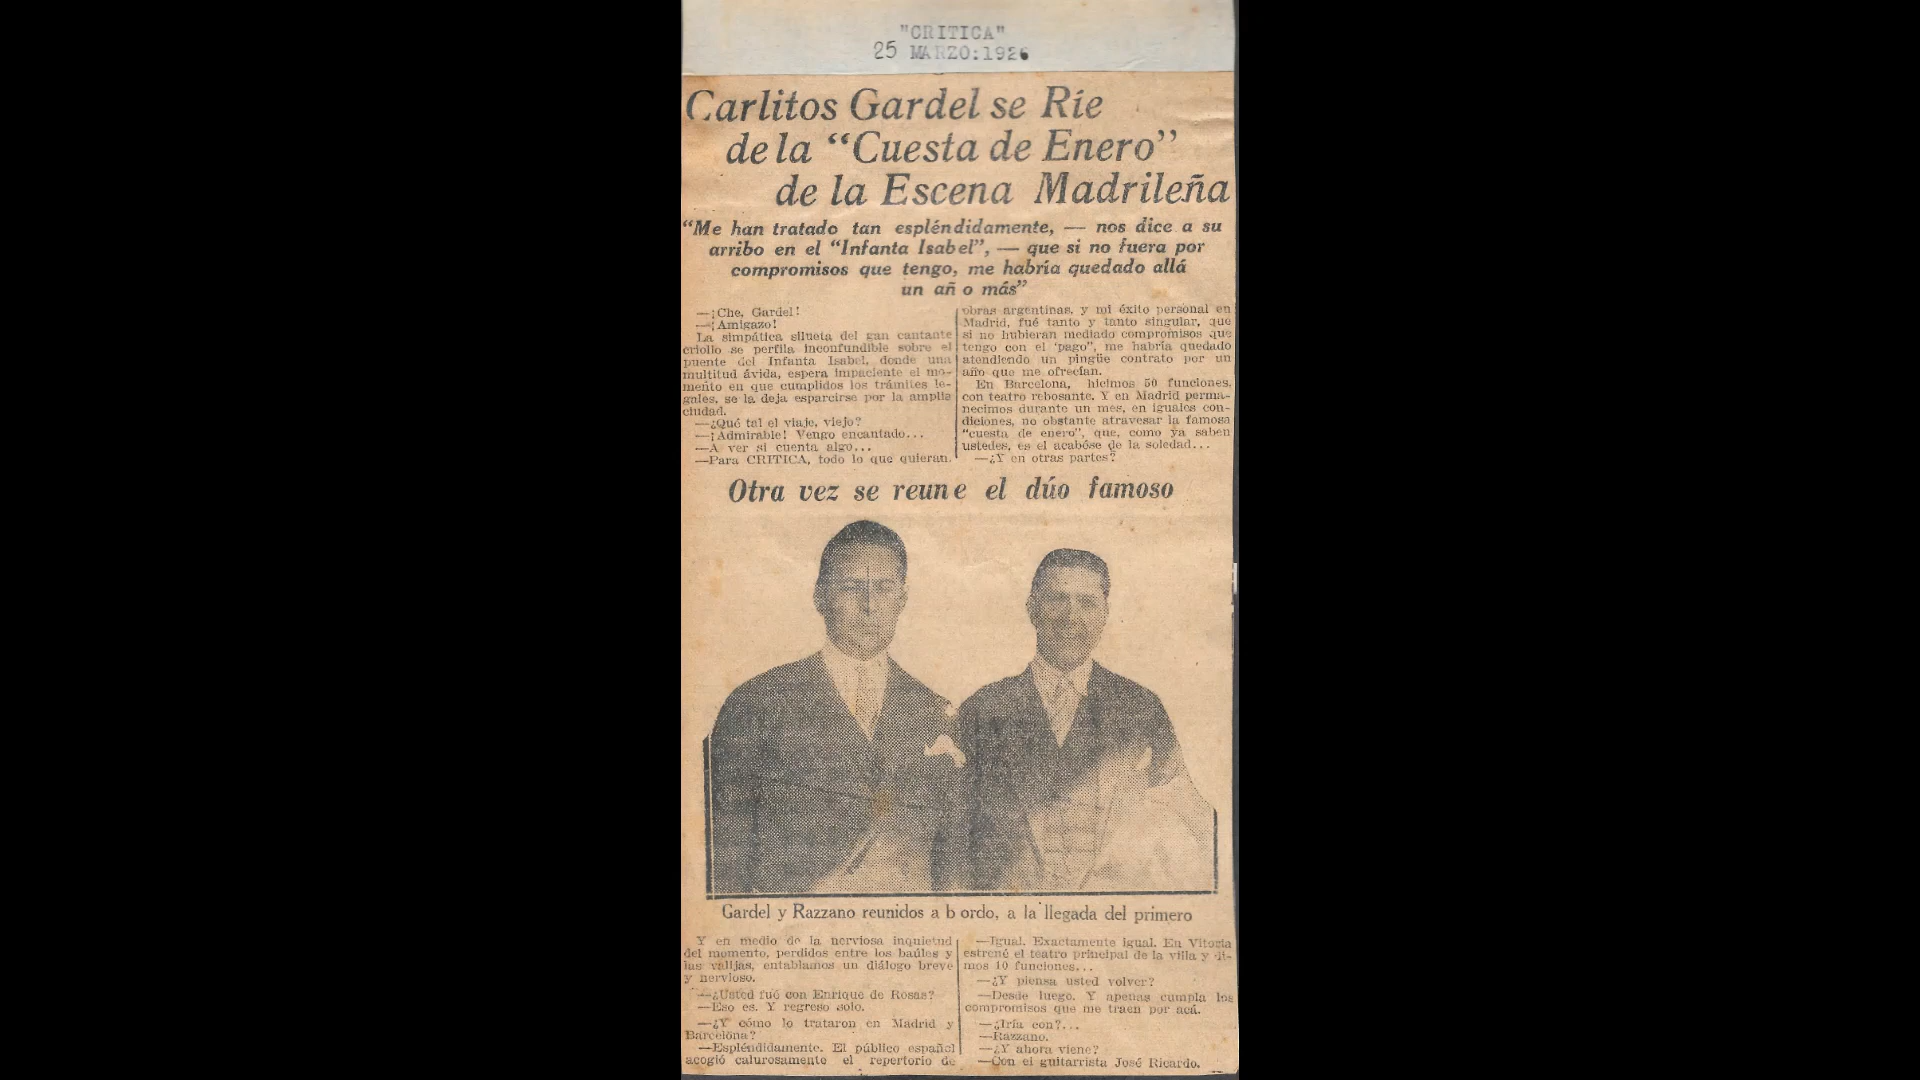 "CRITICA"
25 MARZO:1926
Carlitos Gardel se Ríe
de la “Cuesta de Enero”
de la Escena Madrileña
“Me han tratado tan espléndidamente, — nos dice a su
arribo en el “Infanta Isabel”, — que si no fuera por
compromisos que tengo, me habría quedado allá
un añ o más”
—¡Che, Gardel!
—¡Amigazo!
La simpática silueta del gan cantante
criollo se perfila inconfundible sobre el
puente del Infanta Isabel, donde una
multitud ávida, espera impaciente el mo-
mento en que cumplidos los trámites le-
gales, se la deja esparcirse por la amplia
ciudad.
—¿Qué tal el viaje, viejo?
—¡Admirable! Vengo encantado...
—A ver si cuenta algo...
—Para CRITICA, todo lo que quieran.
Y en medio de la nerviosa inquietud
del momento, perdidos entre los baúles y
las valijas, entablamos un diálogo breve
y nervioso.
—¿Usted fué con Enrique de Rosas?
—Eso es. Y regreso solo.
—¿Y cómo lo trataron en Madrid y
Barcelona?
—Espléndidamente. El público español
acogió calurosamente el repertorio de
obras argentinas, y mi éxito personal en
Madrid, fué tanto y tanto singular, que
si no hubieran mediado compromisos que
tengo con el 'pago", me habría quedado
atendiendo un pingüe contrato por un
año que me ofrecían.
En Barcelona, hicimos 50 funciones,
con teatro rebosante. Y en Madrid perma-
necimos durante un mes, en iguales con-
diciones, no obstante atravesar la famosa
"cuesta de enero", que, como ya saben
ustedes, es el acabóse de la soledad...
—¿Y en otras partes?
—Igual. Exactamente igual. En Vitoria
estrené el teatro principal de la villa y di-
mos 10 funciones...
—¿Y piensa usted volver?
—Desde luego. Y apenas cumpla los
compromisos que me traen por acá.
—¿Iría con?...
—Razzano.
—¿Y ahora viene?
—Con el guitarrista José Ricardo.
Otra vez se reune el dúo famoso
Gardel y Razzano reunidos a b ordo, a la llegada del primero